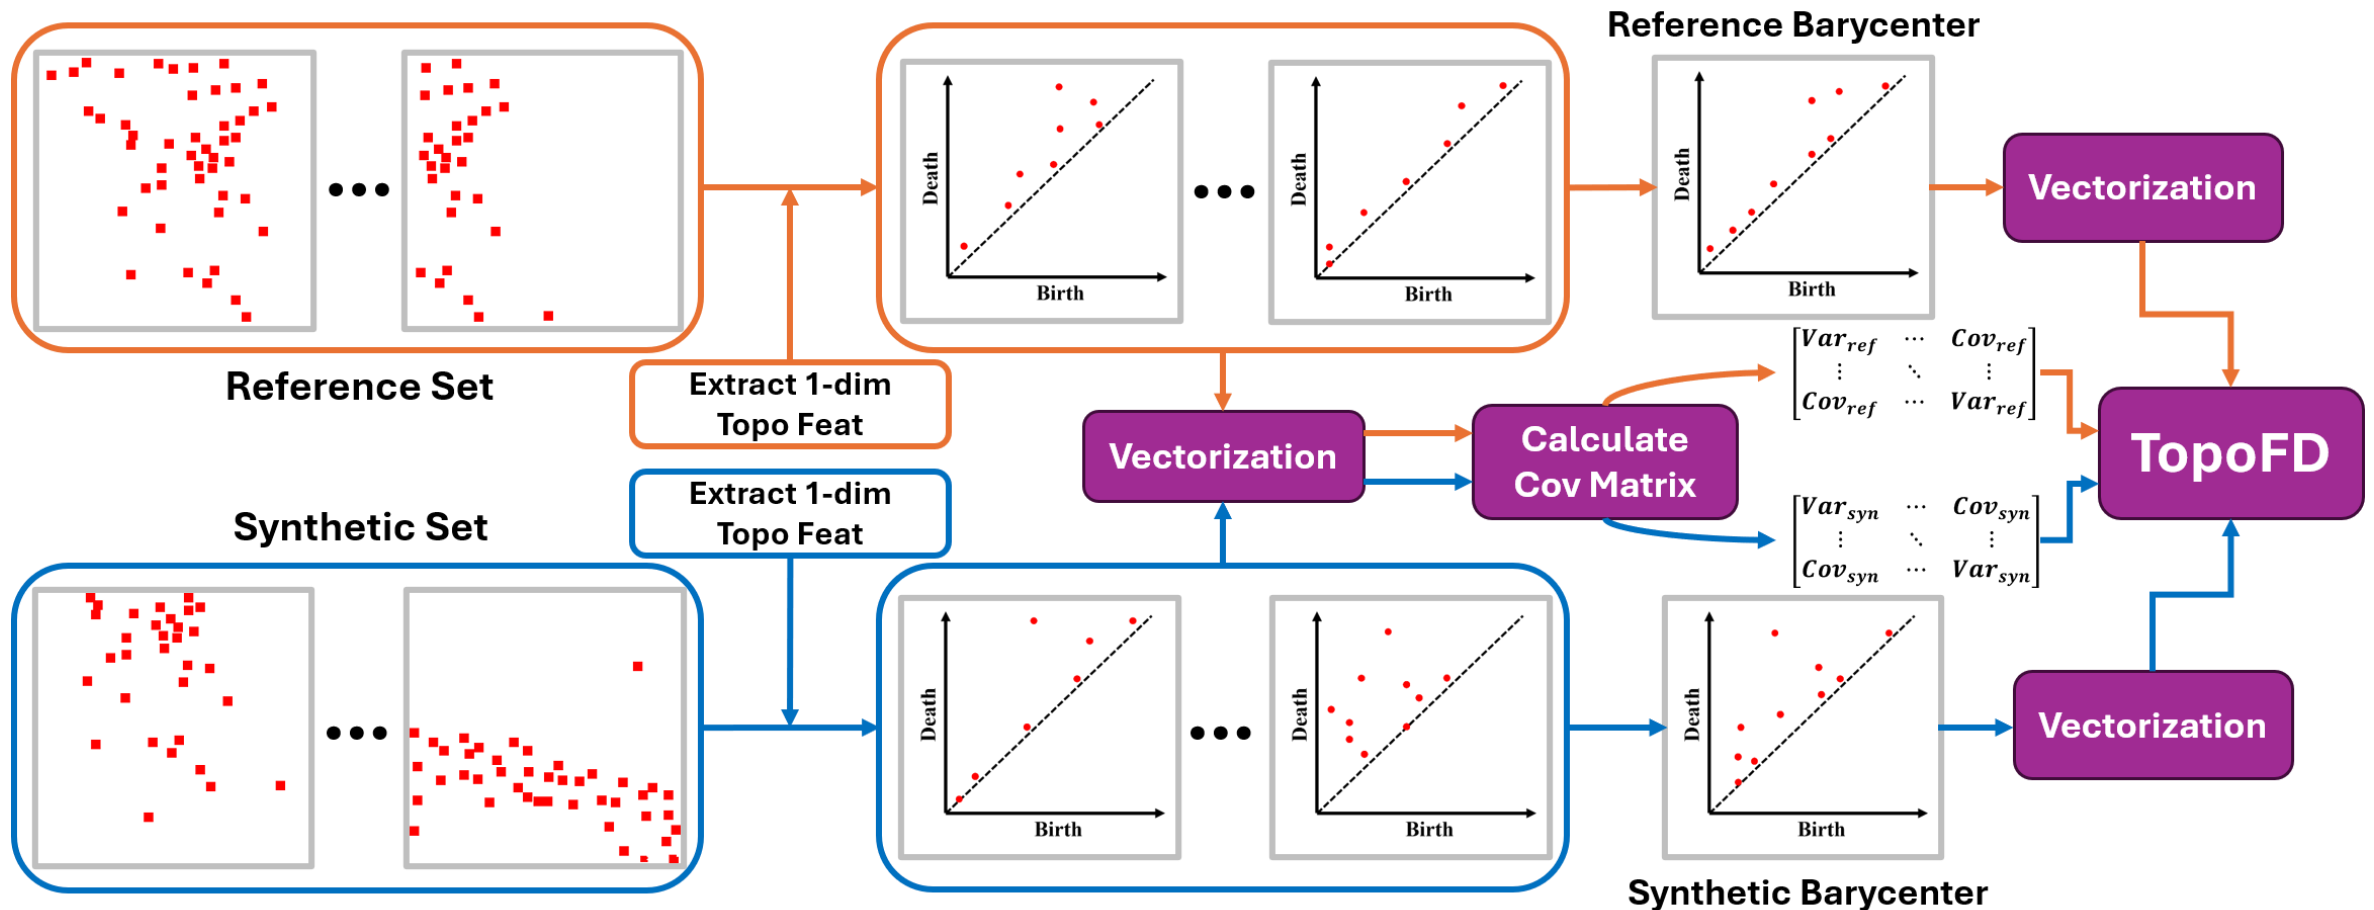 Reference Barycenter
Death
Birth
Death
Birth
Death
Birth
Vectorization
Reference Set
Extract 1-dim
Topo Feat
Var_ref ⋯ Cov_ref
⋮ ⋱ ⋮
Cov_ref ⋯ Var_ref
Vectorization
Calculate
Cov Matrix
TopoFD
Synthetic Set
Extract 1-dim
Topo Feat
Var_syn ⋯ Cov_syn
⋮ ⋱ ⋮
Cov_syn ⋯ Var_syn
Death
Birth
Death
Birth
Death
Birth
Vectorization
Synthetic Barycenter